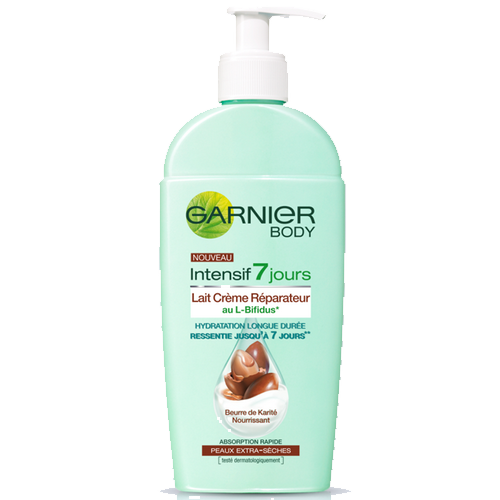 GARNIER
BODY
NOUVEAU
Intensif 7 jours
Lait Crème Réparateur
au L-Bifidus*
HYDRATATION LONGUE DURÉE
RESSENTIE JUSQU'À 7 JOURS**
Beurre de Karité
Nourrissant
ABSORPTION RAPIDE
PEAUX EXTRA-SÈCHES
testé dermatologiquement